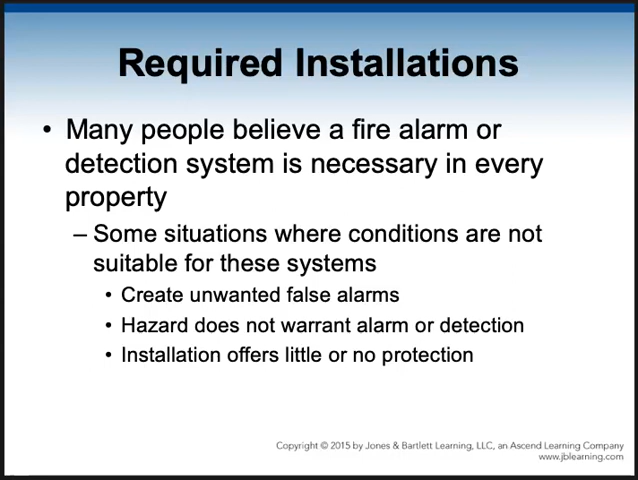 Required Installations
• Many people believe a fire alarm or
detection system is necessary in every
property
– Some situations where conditions are not
suitable for these systems
• Create unwanted false alarms
• Hazard does not warrant alarm or detection
• Installation offers little or no protection
Copyright © 2015 by Jones & Bartlett Learning, LLC, an Ascend Learning Company
www.jblearning.com